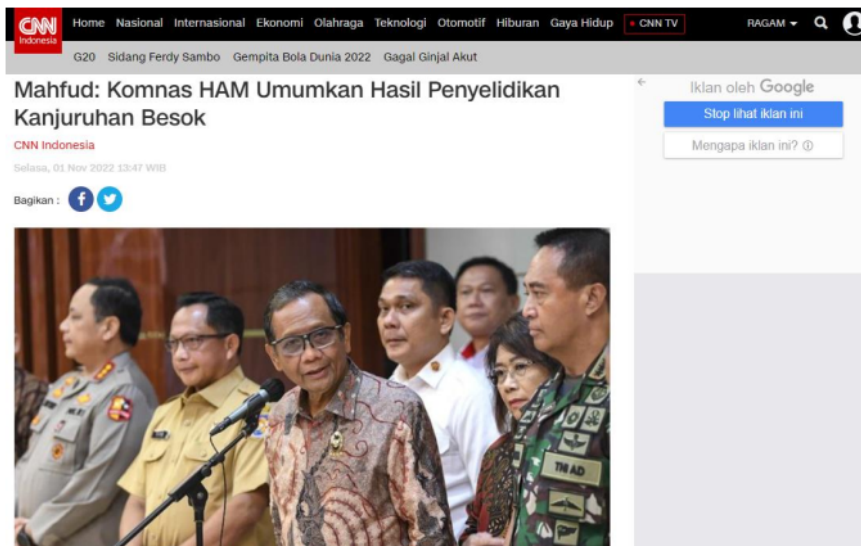 CNN
Indonesia
Home Nasional Internasional Ekonomi Olahraga Teknologi Otomotif Hiburan Gaya Hidup • CNN TV RAGAM
G20 Sidang Ferdy Sambo Gempita Bola Dunia 2022 Gagal Ginjal Akut
Mahfud: Komnas HAM Umumkan Hasil Penyelidikan
Kanjuruhan Besok
CNN Indonesia
Selasa, 01 Nov 2022 13:47 WIB
Bagikan :
Iklan oleh Google
Stop lihat iklan ini
Mengapa iklan ini?
TNI AD